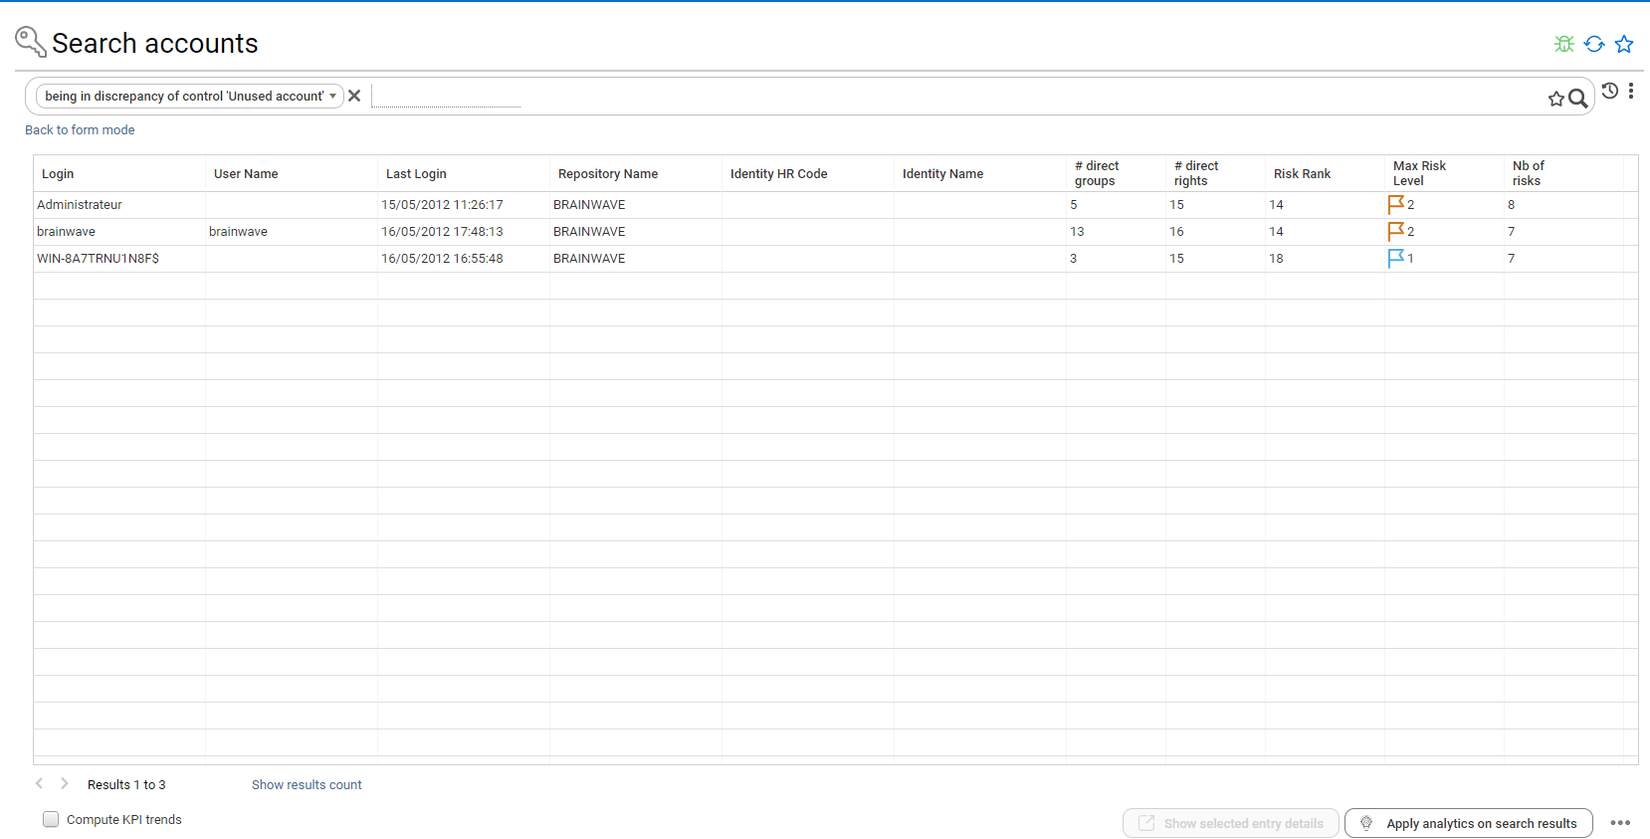 Search accounts
being in discrepancy of control 'Unused account'
Back to form mode
Login User Name Last Login Repository Name Identity HR Code Identity Name # direct groups # direct rights Risk Rank Max Risk Level Nb of risks
Administrateur 15/05/2012 11:26:17 BRAINWAVE 5 15 14 2 8
brainwave brainwave 16/05/2012 17:48:13 BRAINWAVE 13 16 14 2 7
WIN-8A7TRNU1N8F$ 16/05/2012 16:55:48 BRAINWAVE 3 15 18 1 7
Results 1 to 3 Show results count
Compute KPI trends
Show selected entry details Apply analytics on search results